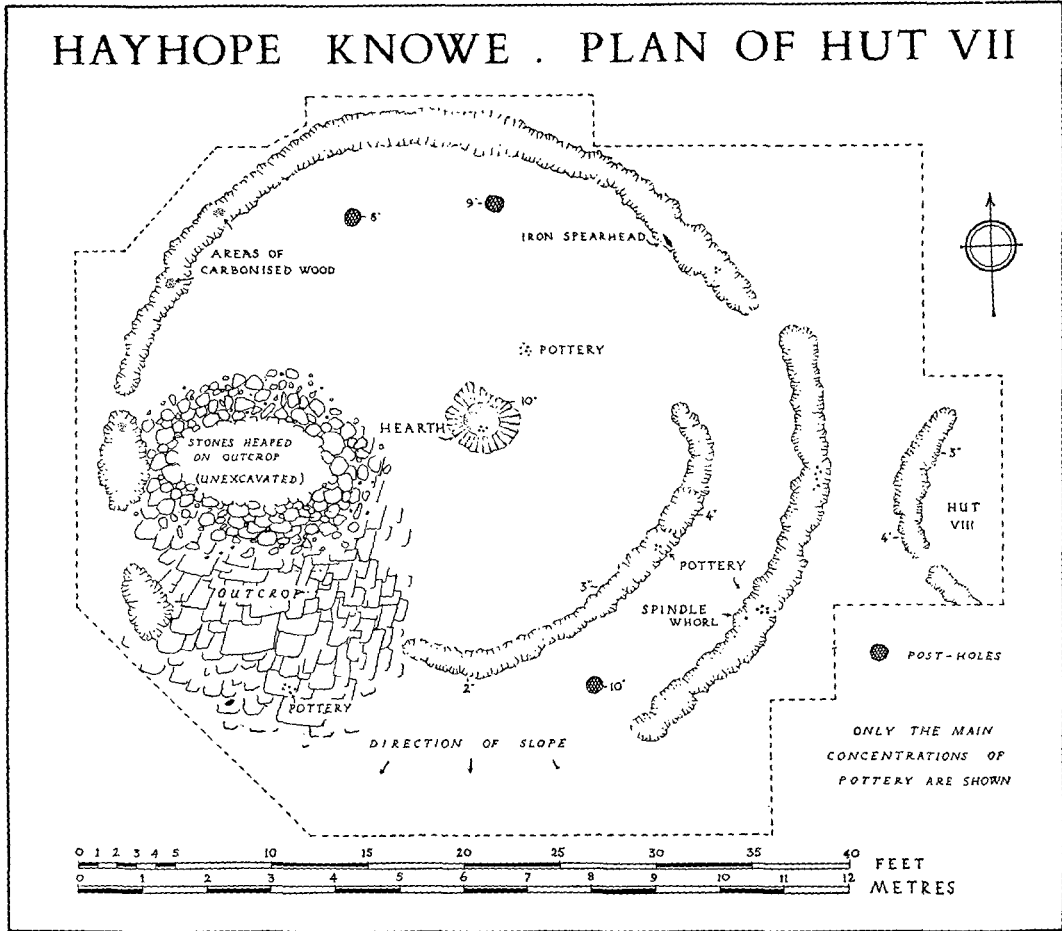 HAYHOPE KNOWE . PLAN OF HUT VII
9"
IRON SPEARHEAD
AREAS OF
CARBONISED WOOD
POTTERY
10"
HEARTH
STONES HEAPED
ON OUTCROP
(UNEXCAVATED)
3"
HUT
VIII
4"
4"
POTTERY
3"
OUTCROP
SPINDLE
WHORL
POST-HOLES
2"
10"
POTTERY
DIRECTION OF SLOPE
ONLY THE MAIN
CONCENTRATIONS OF
POTTERY ARE SHOWN
0 1 2 3 4 5 10 15 20 25 30 35 40 FEET
0 1 2 3 4 5 6 7 8 9 10 11 12 METRES